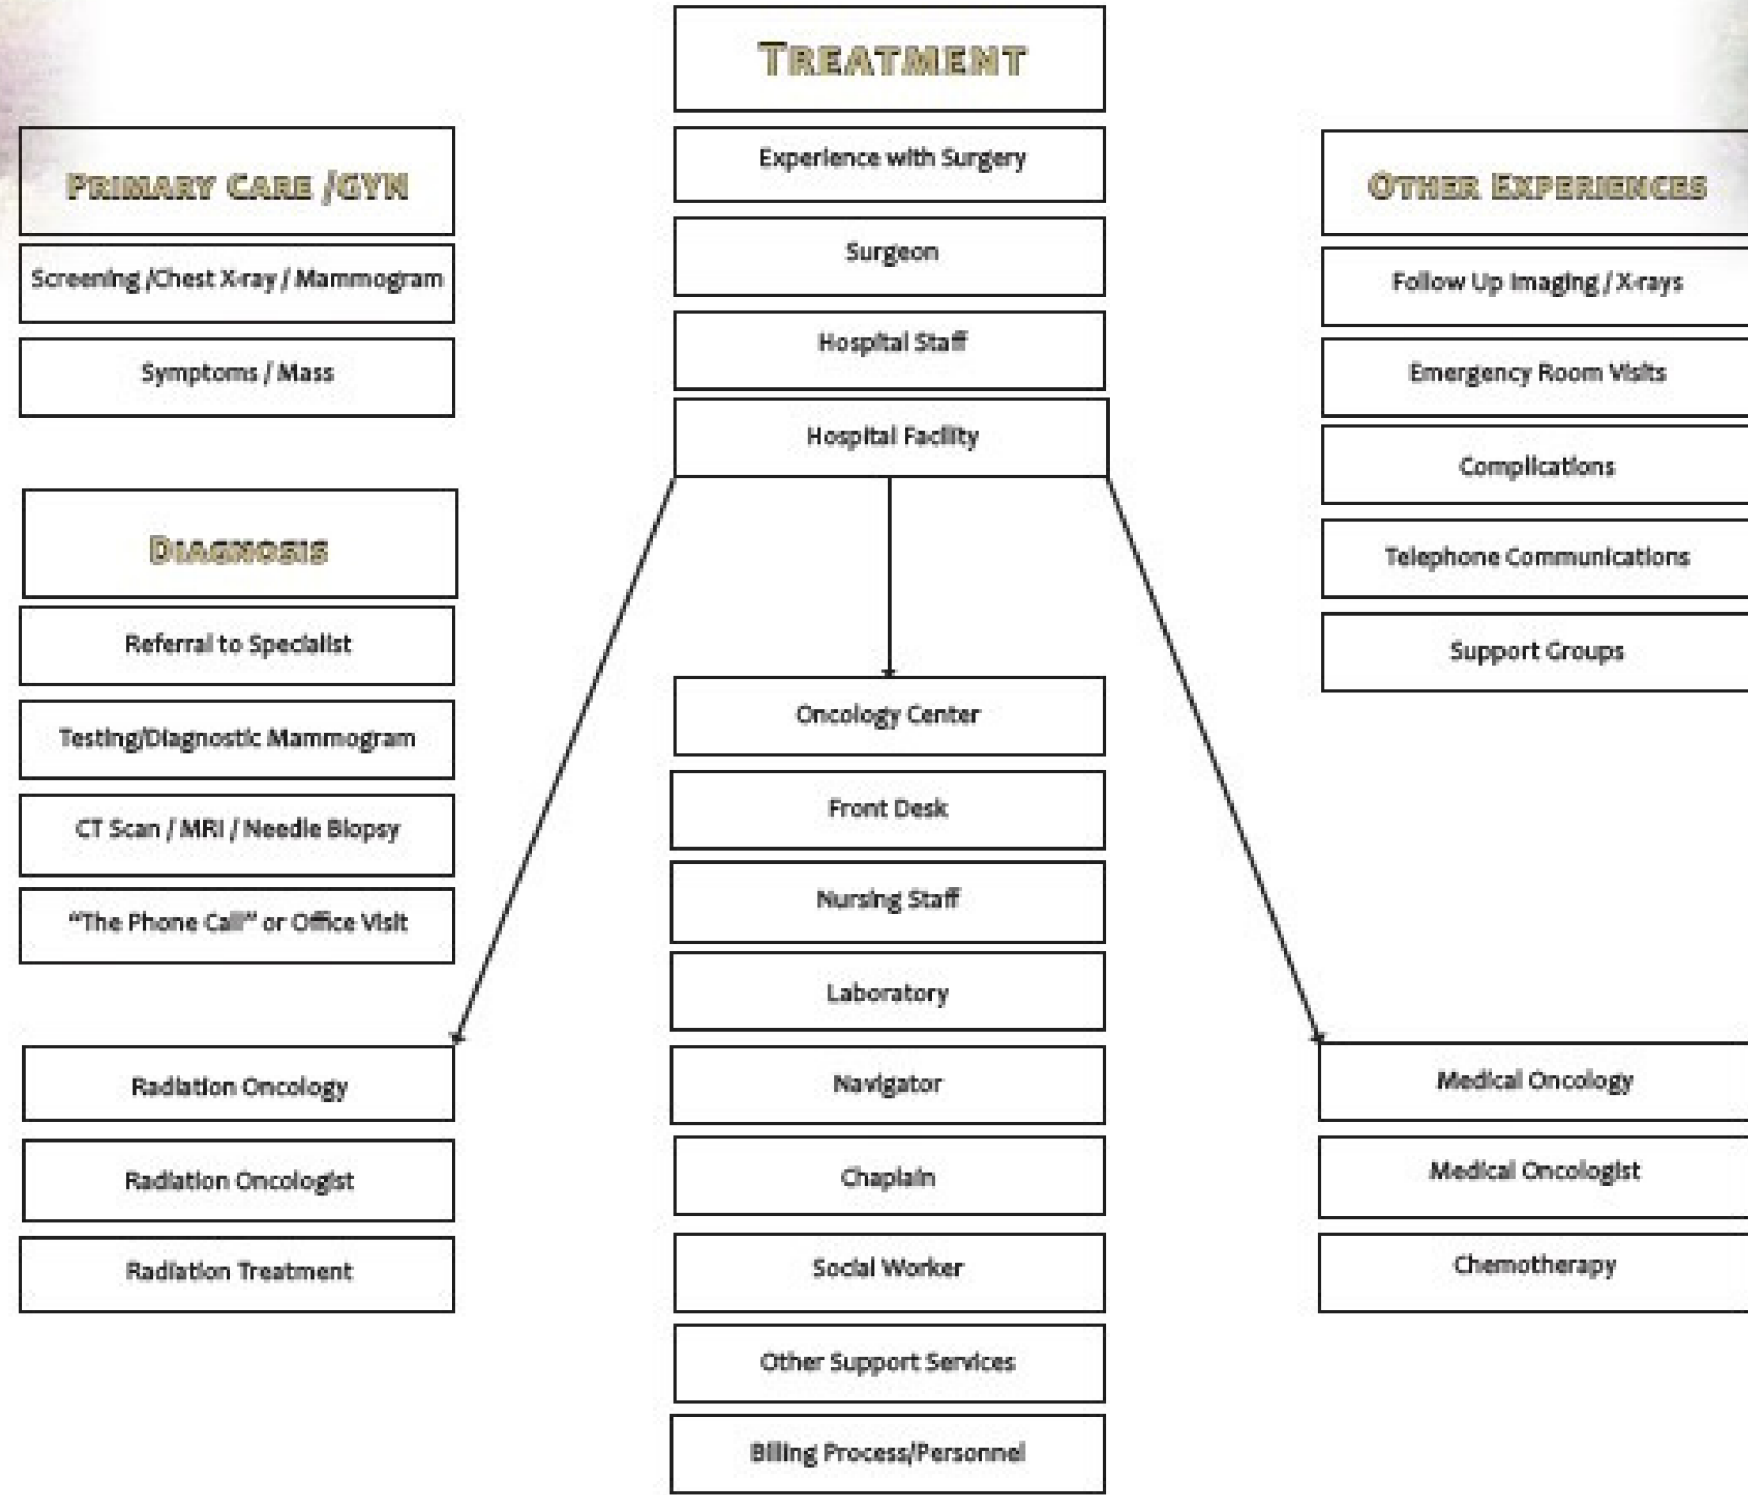 TREATMENT
Experience with Surgery
Surgeon
Hospital Staff
Hospital Facility
PRIMARY CARE /GYN
Screening /Chest X-ray / Mammogram
Symptoms / Mass
DIAGNOSIS
Referral to Specialist
Testing/Diagnostic Mammogram
CT Scan / MRI / Needle Biopsy
“The Phone Call” or Office Visit
Radiation Oncology
Radiation Oncologist
Radiation Treatment
Oncology Center
Front Desk
Nursing Staff
Laboratory
Navigator
Chaplain
Social Worker
Other Support Services
Billing Process/Personnel
OTHER EXPERIENCES
Follow Up Imaging / X-rays
Emergency Room Visits
Complications
Telephone Communications
Support Groups
Medical Oncology
Medical Oncologist
Chemotherapy